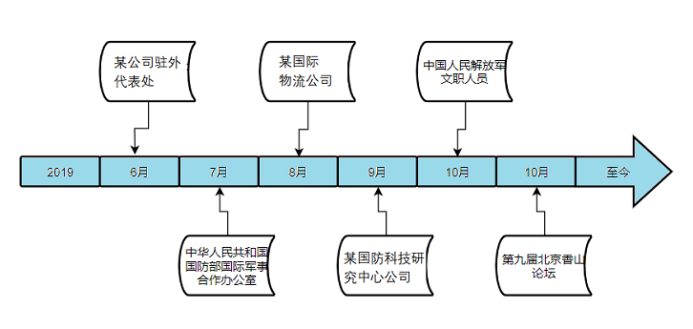 某公司驻外
代表处
某国际
物流公司
中国人民解放军
文职人员
2019
6月
7月
8月
9月
10月
10月
至今
中华人民共和国
国防部国际军事
合作办公室
某国防科技研
究中心公司
第九届北京香山
论坛